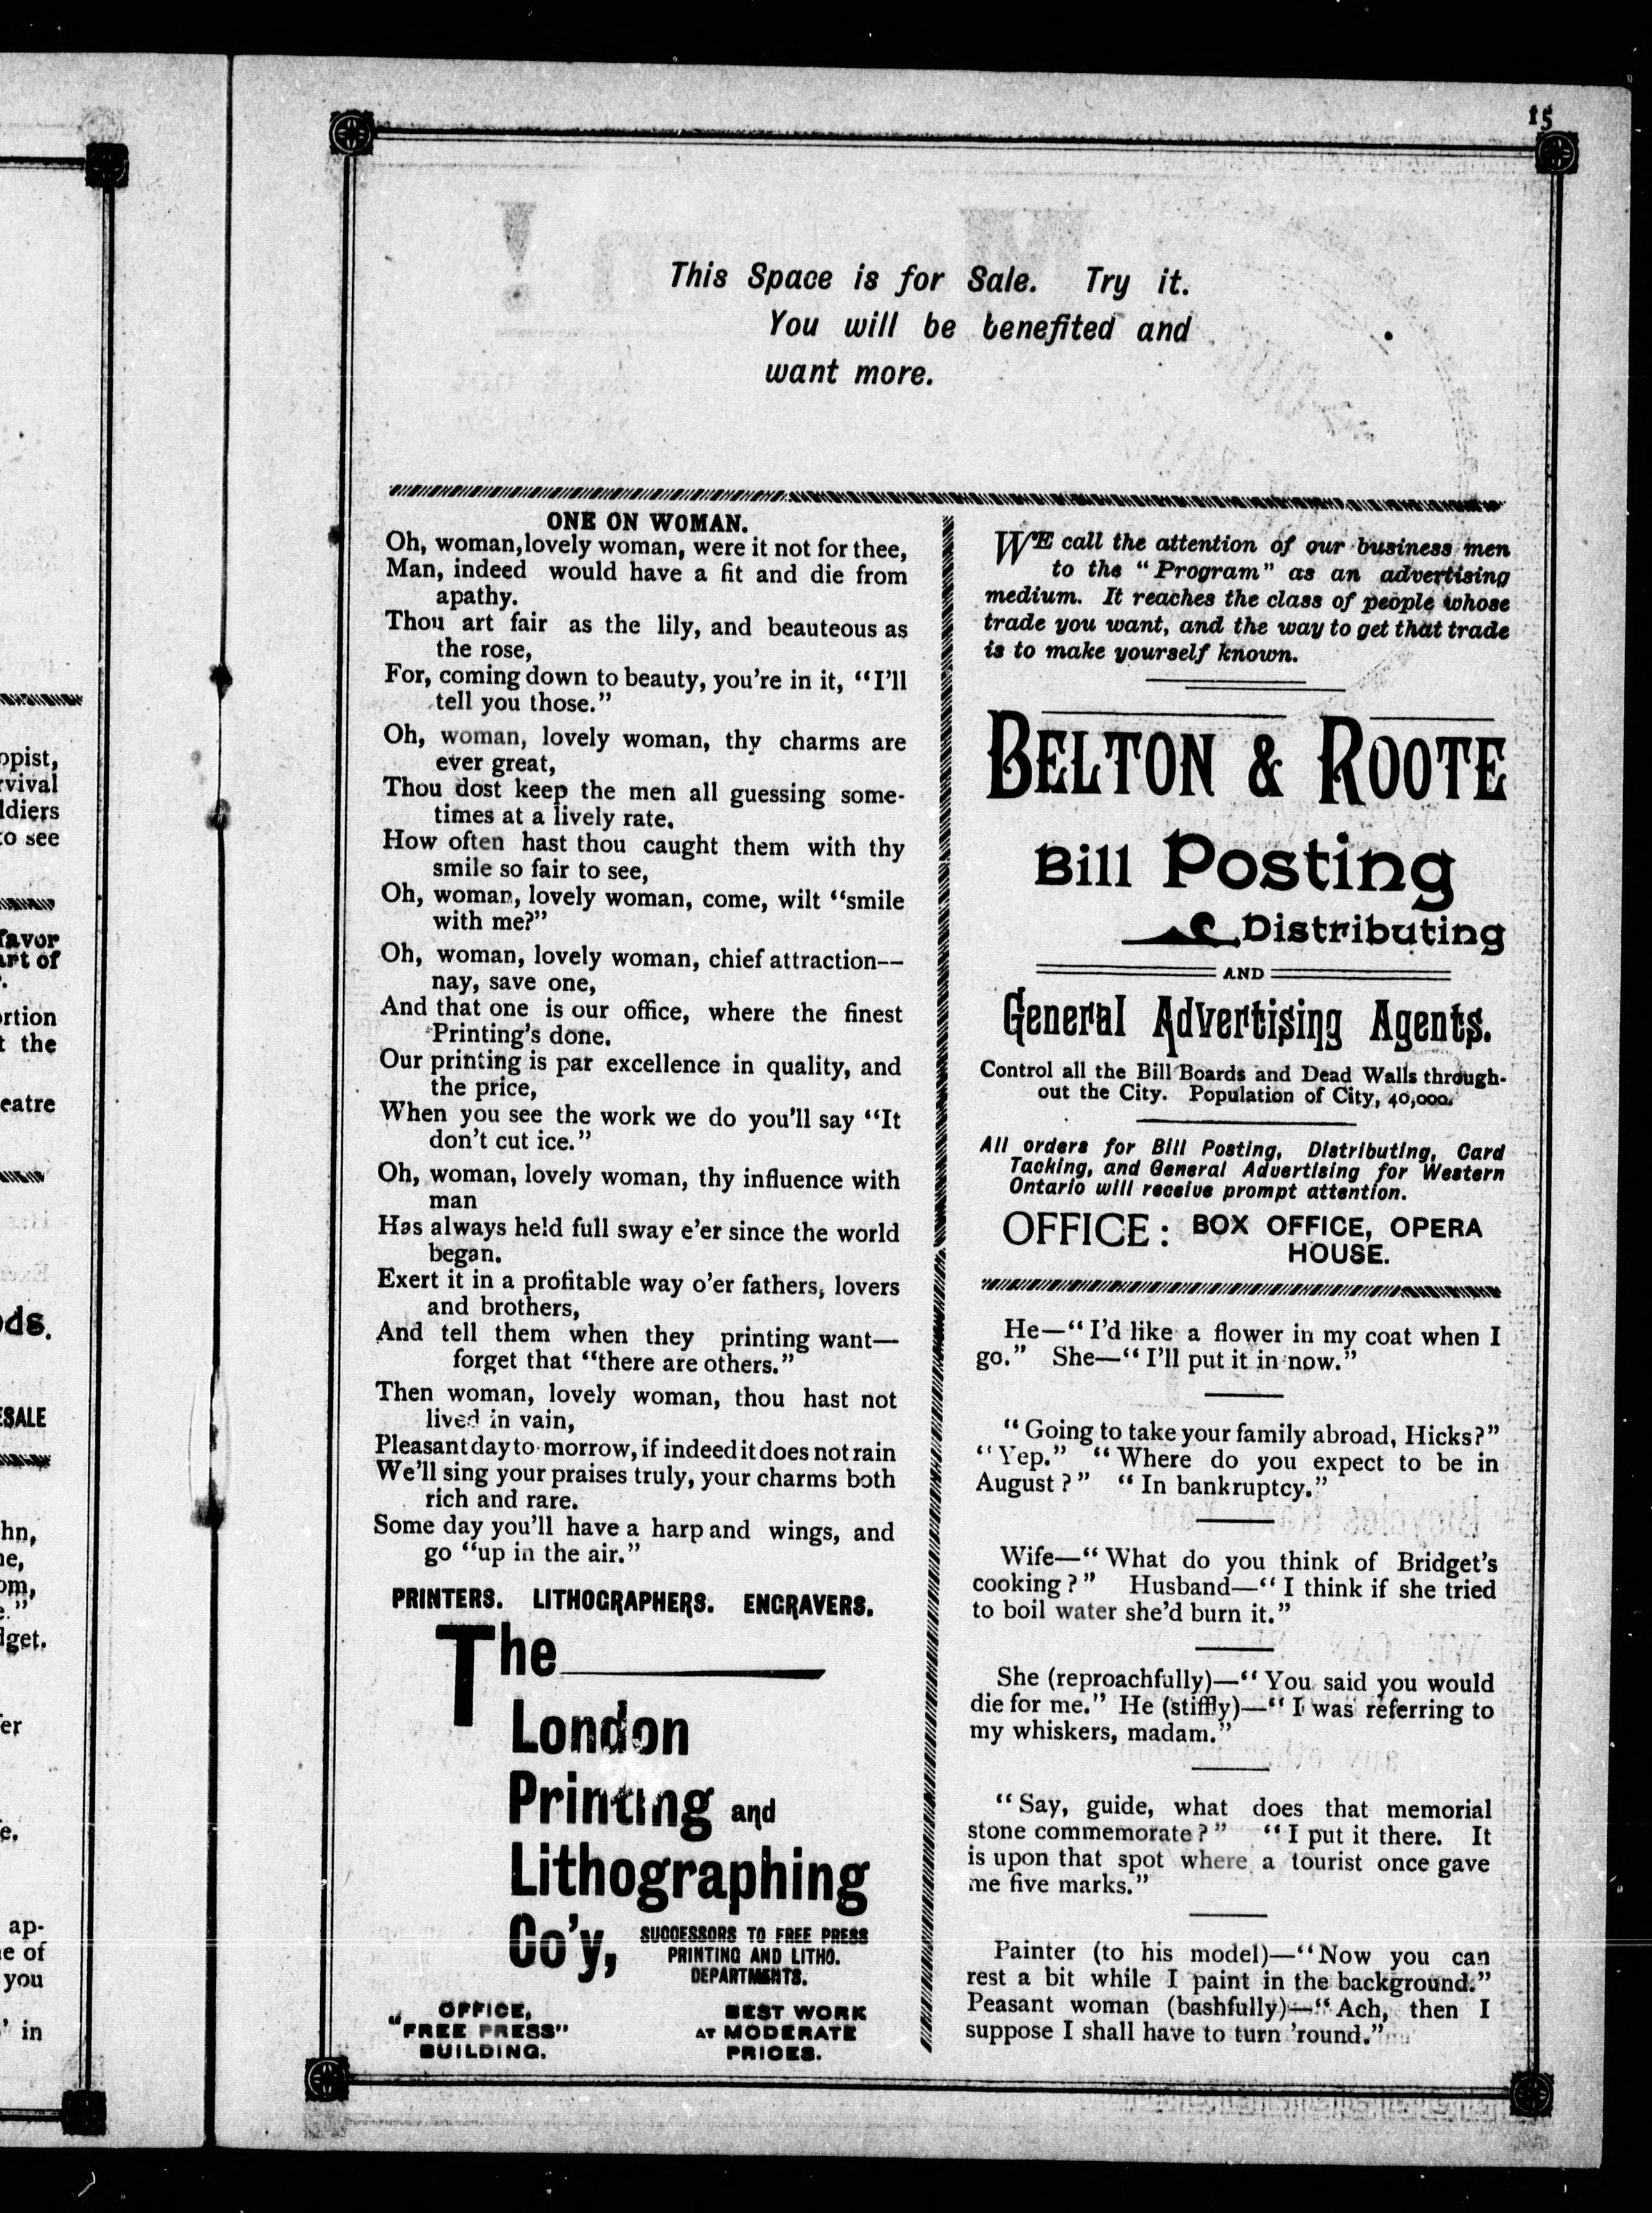 15
This Space is for Sale. Try it.
You will be benefited and
want more.
ONE ON WOMAN.
Oh, woman, lovely woman, were it not for thee,
Man, indeed would have a fit and die from
apathy.
Thou art fair as the lily, and beauteous as
the rose,
For, coming down to beauty, you're in it, "I'll
tell you those."
Oh, woman, lovely woman, thy charms are
ever great,
Thou dost keep the men all guessing some-
times at a lively rate.
How often hast thou caught them with thy
smile so fair to see,
Oh, woman, lovely woman, come, wilt "smile
with me?"
Oh, woman, lovely woman, chief attraction--
nay, save one,
And that one is our office, where the finest
Printing's done.
Our printing is par excellence in quality, and
the price,
When you see the work we do you'll say "It
don't cut ice."
Oh, woman, lovely woman, thy influence with
man
Has always held full sway e'er since the world
began.
Exert it in a profitable way o'er fathers, lovers
and brothers,
And tell them when they printing want—
forget that "there are others."
Then woman, lovely woman, thou hast not
lived in vain,
Pleasant day to-morrow, if indeed it does not rain
We'll sing your praises truly, your charms both
rich and rare.
Some day you'll have a harp and wings, and
go "up in the air."
PRINTERS. LITHOGRAPHERS. ENGRAVERS.
The
London
Printing and
Lithographing
Co'y,
SUCCESSORS TO FREE PRESS
PRINTING AND LITHO.
DEPARTMENTS.
OFFICE,
"FREE PRESS"
BUILDING.
BEST WORK
AT MODERATE
PRICES.
WE call the attention of our business men
to the "Program" as an advertising
medium. It reaches the class of people whose
trade you want, and the way to get that trade
is to make yourself known.
BELTON & ROOTE
Bill Posting
Distributing
AND
General Advertising Agents.
Control all the Bill Boards and Dead Walls through-
out the City. Population of City, 40,000.
All orders for Bill Posting, Distributing, Card
Tacking, and General Advertising for Western
Ontario will receive prompt attention.
OFFICE: BOX OFFICE, OPERA
HOUSE.
He—"I'd like a flower in my coat when I
go." She—"I'll put it in now."
"Going to take your family abroad, Hicks?"
"Yep." "Where do you expect to be in
August?" "In bankruptcy."
Wife—"What do you think of Bridget's
cooking?" Husband—"I think if she tried
to boil water she'd burn it."
She (reproachfully)—"You said you would
die for me." He (stiffly)—"I was referring to
my whiskers, madam."
"Say, guide, what does that memorial
stone commemorate?" "I put it there. It
is upon that spot where a tourist once gave
me five marks."
Painter (to his model)—"Now you can
rest a bit while I paint in the background."
Peasant woman (bashfully)—"Ach, then I
suppose I shall have to turn 'round."